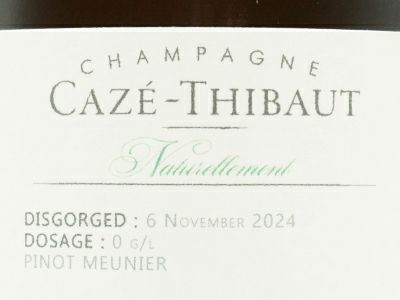 CHAMPAGNE
CAZÉ-THIBAUT
Naturellement
DISGORGED : 6 NOVEMBER 2024
DOSAGE : 0 G/L
PINOT MEUNIER